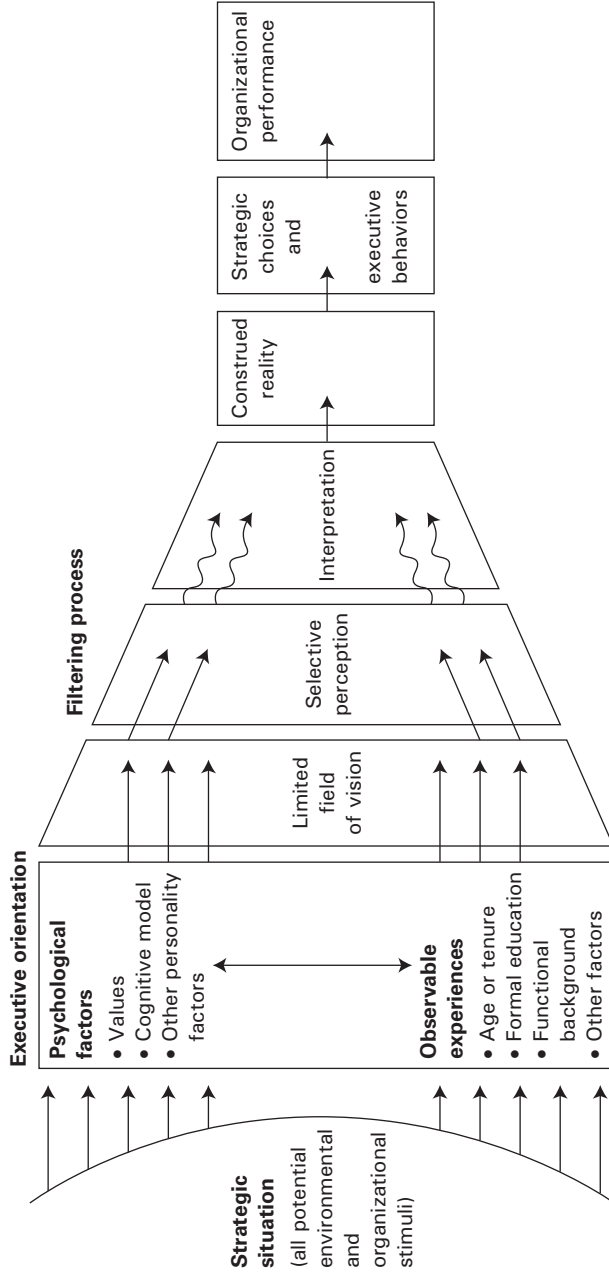 Strategic
situation
(all potential
environmental
and
organizational
stimuli)
Executive orientation
Psychological
factors
• Values
• Cognitive model
• Other personality
factors
Observable
experiences
• Age or tenure
• Formal education
• Functional
background
• Other factors
Filtering process
Limited
field
of vision
Selective
perception
Interpretation
Construed
reality
Strategic
choices
and
executive
behaviors
Organizational
performance